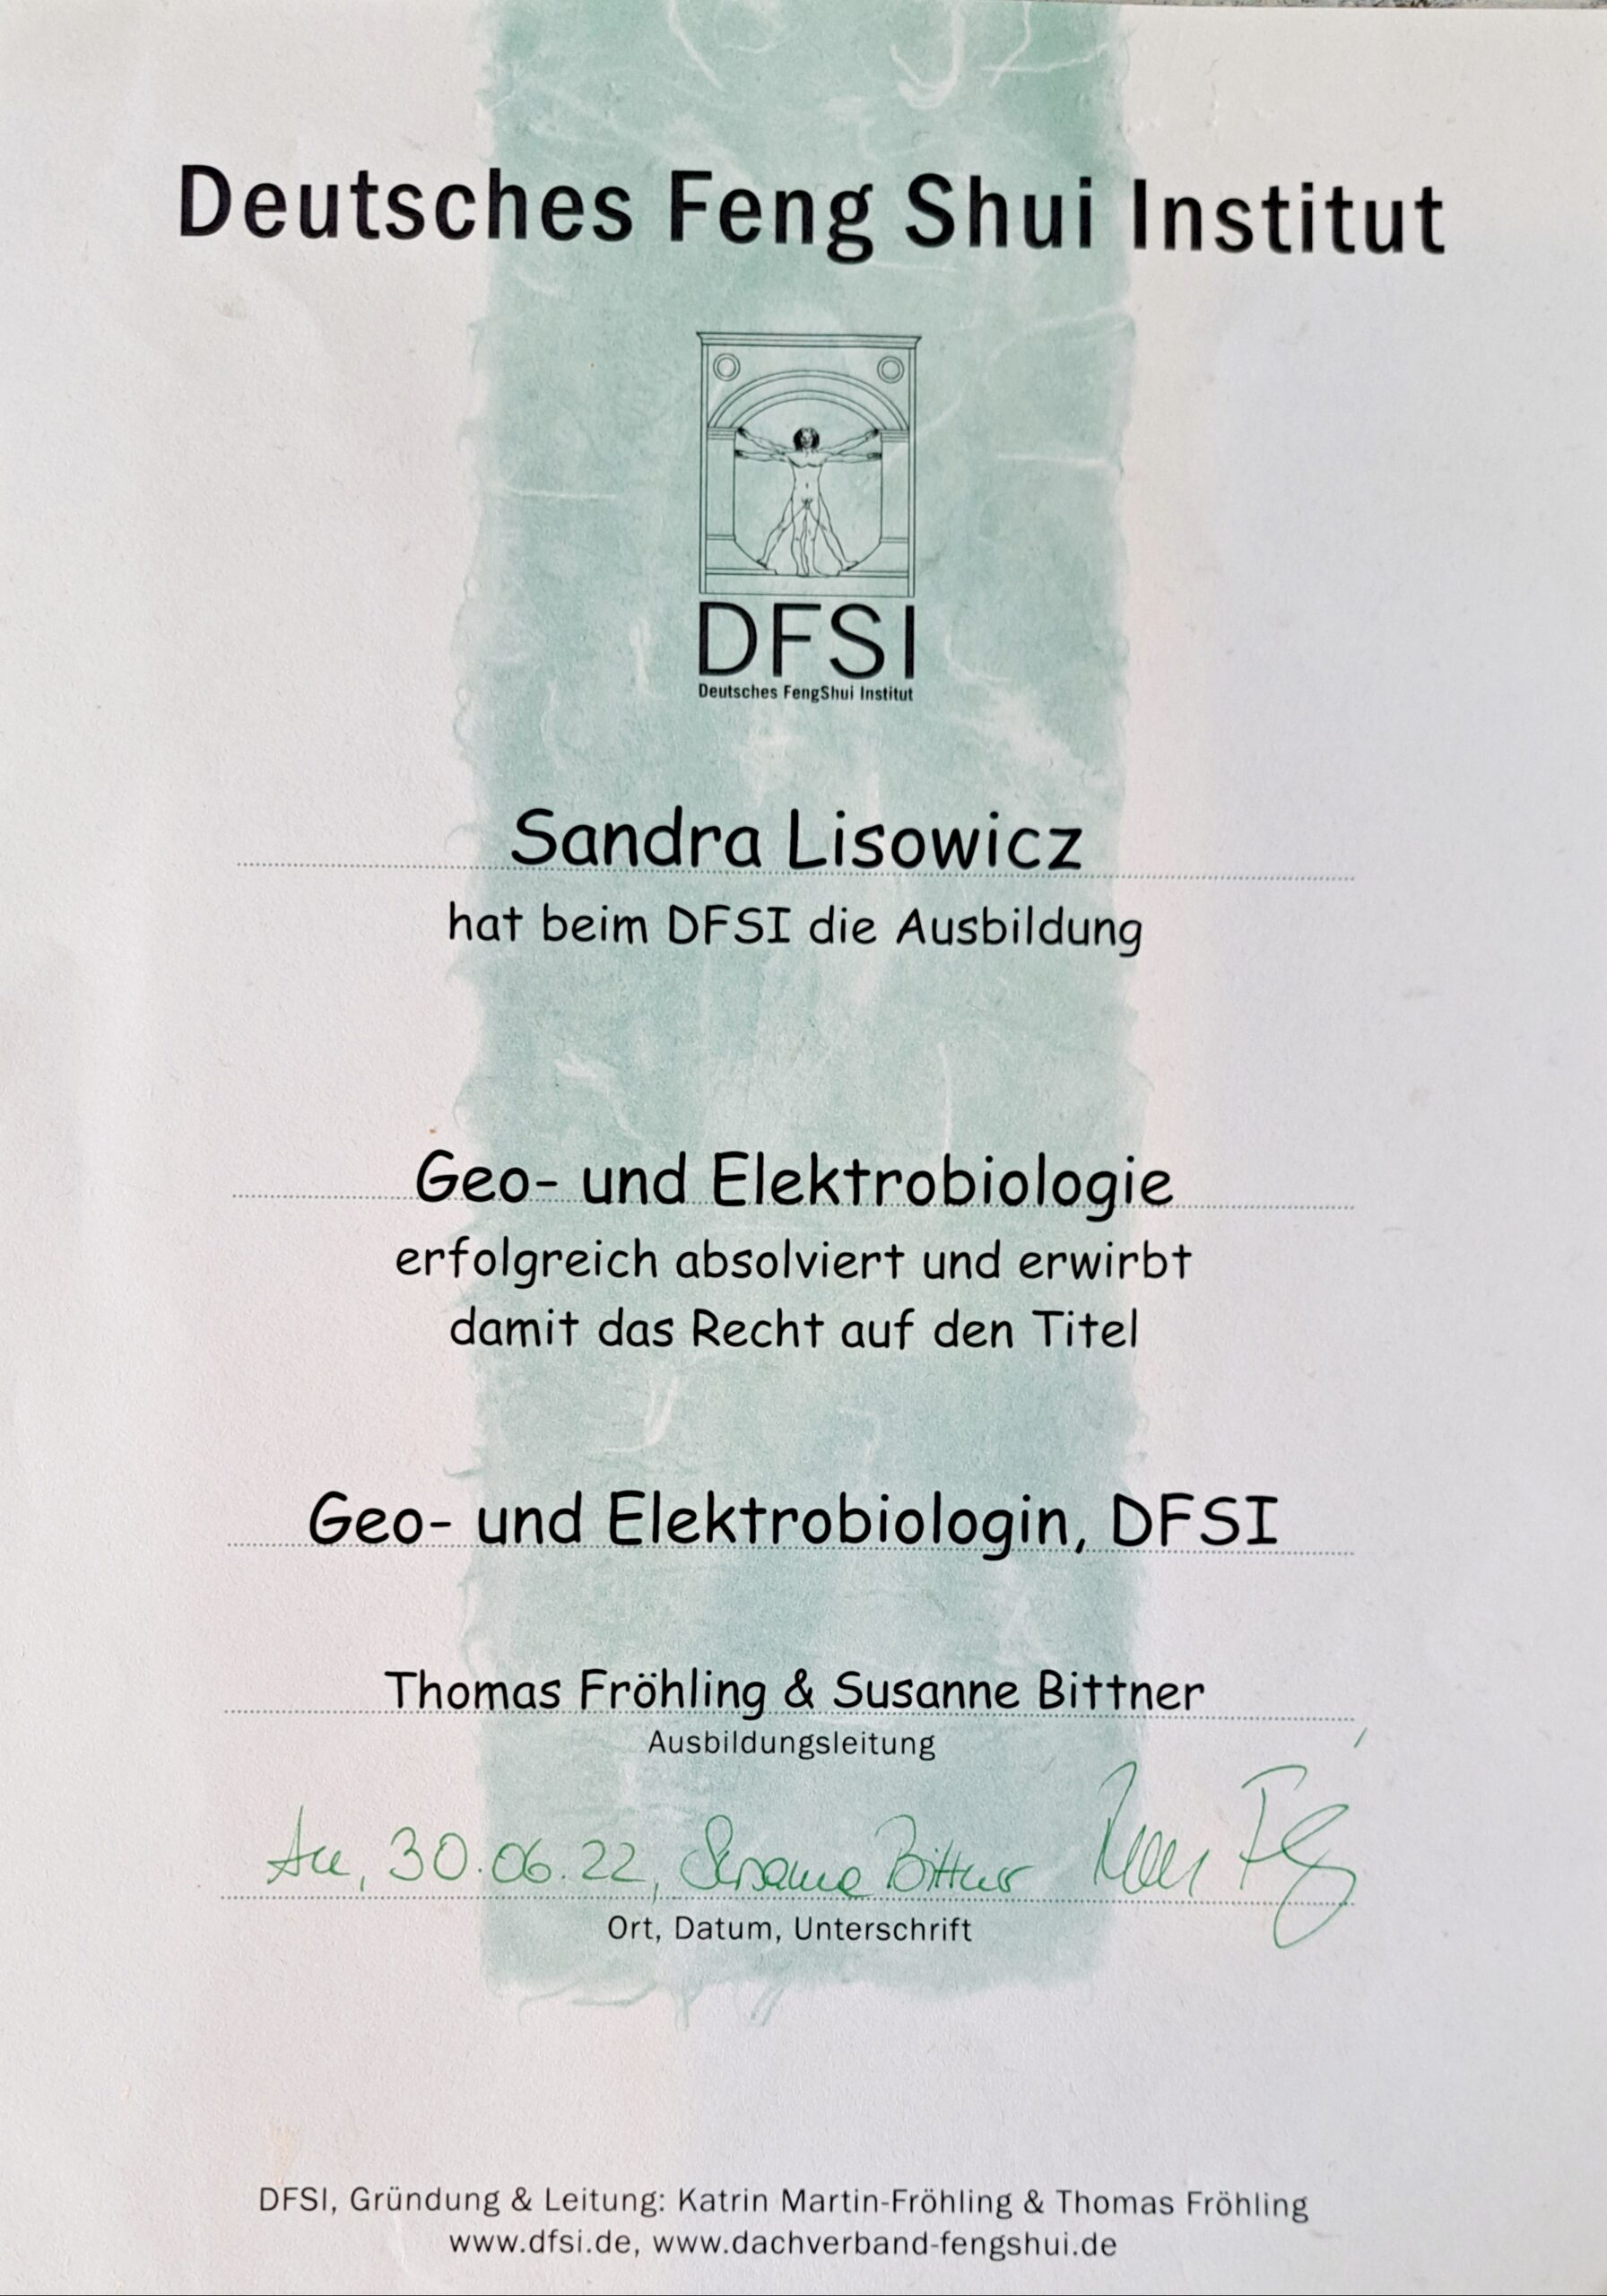 Deutsches Feng Shui Institut
DFSI
Deutsches FengShui Institut
Sandra Lisowicz
hat beim DFSI die Ausbildung
Geo- und Elektrobiologie
erfolgreich absolviert und erwirbt
damit das Recht auf den Titel
Geo- und Elektrobiologin, DFSI
Thomas Fröhling & Susanne Bittner
Ausbildungsleitung
30.06.22, Susanne Bittner
Ort, Datum, Unterschrift
DFSI, Gründung & Leitung: Katrin Martin-Fröhling & Thomas Fröhling
www.dfsi.de, www.dachverband-fengshui.de